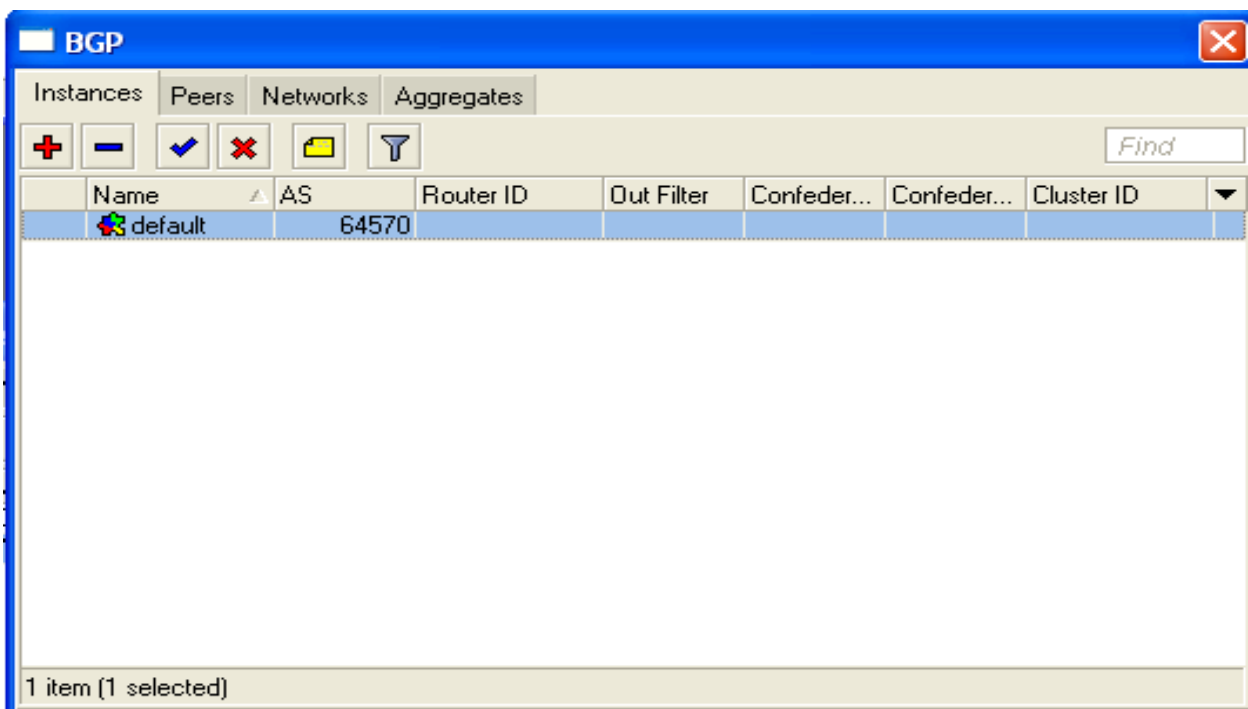 BGP
Instances Peers Networks Aggregates
Find
Name AS Router ID Out Filter Confeder... Confeder... Cluster ID
default 64570
1 item (1 selected)